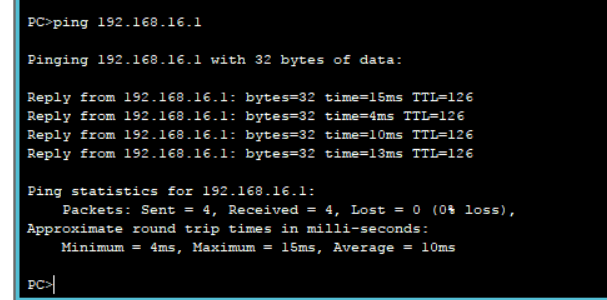 PC>ping 192.168.16.1
Pinging 192.168.16.1 with 32 bytes of data:
Reply from 192.168.16.1: bytes=32 time=15ms TTL=126
Reply from 192.168.16.1: bytes=32 time=4ms TTL=126
Reply from 192.168.16.1: bytes=32 time=10ms TTL=126
Reply from 192.168.16.1: bytes=32 time=13ms TTL=126
Ping statistics for 192.168.16.1:
Packets: Sent = 4, Received = 4, Lost = 0 (0% loss),
Approximate round trip times in milli-seconds:
Minimum = 4ms, Maximum = 15ms, Average = 10ms
PC>